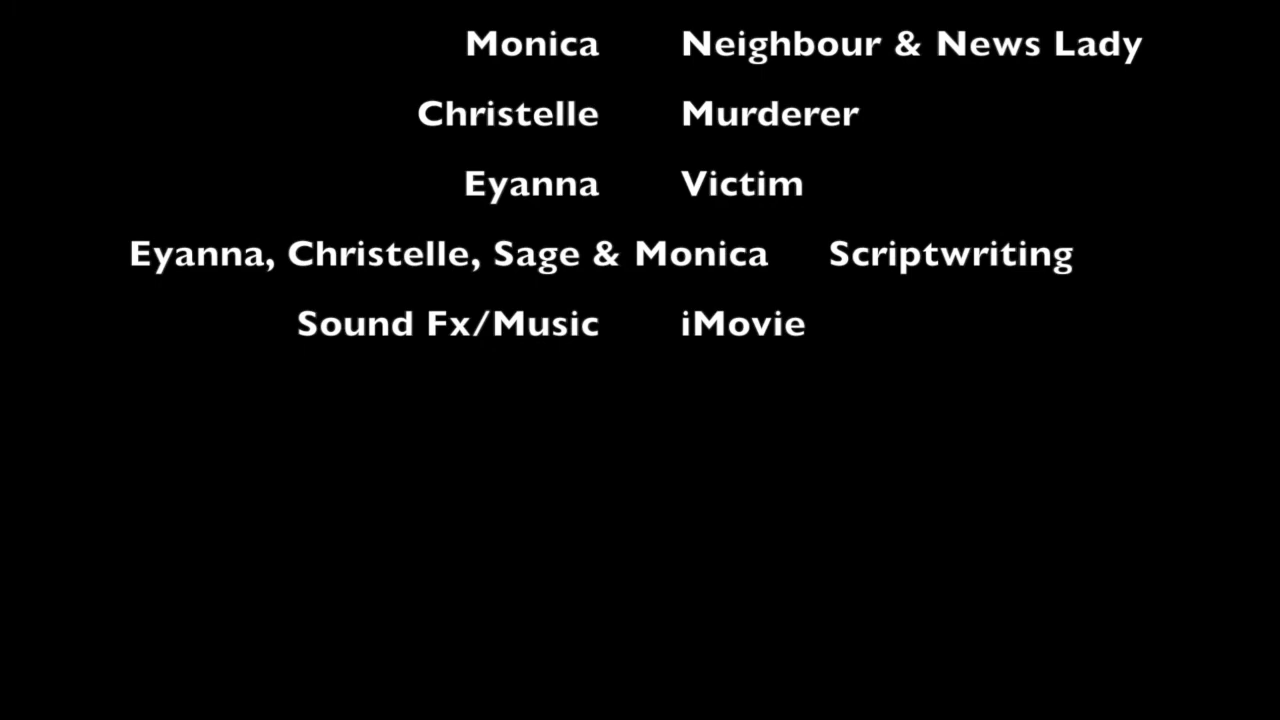 Monica Neighbour & News Lady
Christelle Murderer
Eyanna Victim
Eyanna, Christelle, Sage & Monica Scriptwriting
Sound Fx/Music iMovie